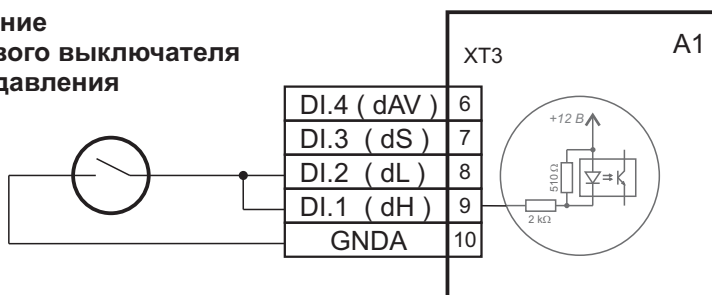 ние
вого выключателя
давления
XT3
A1
DI.4 ( dAV ) 6
DI.3 ( dS ) 7
DI.2 ( dL ) 8
DI.1 ( dH ) 9
GNDA 10
+12 В
510 Ω
2 kΩ